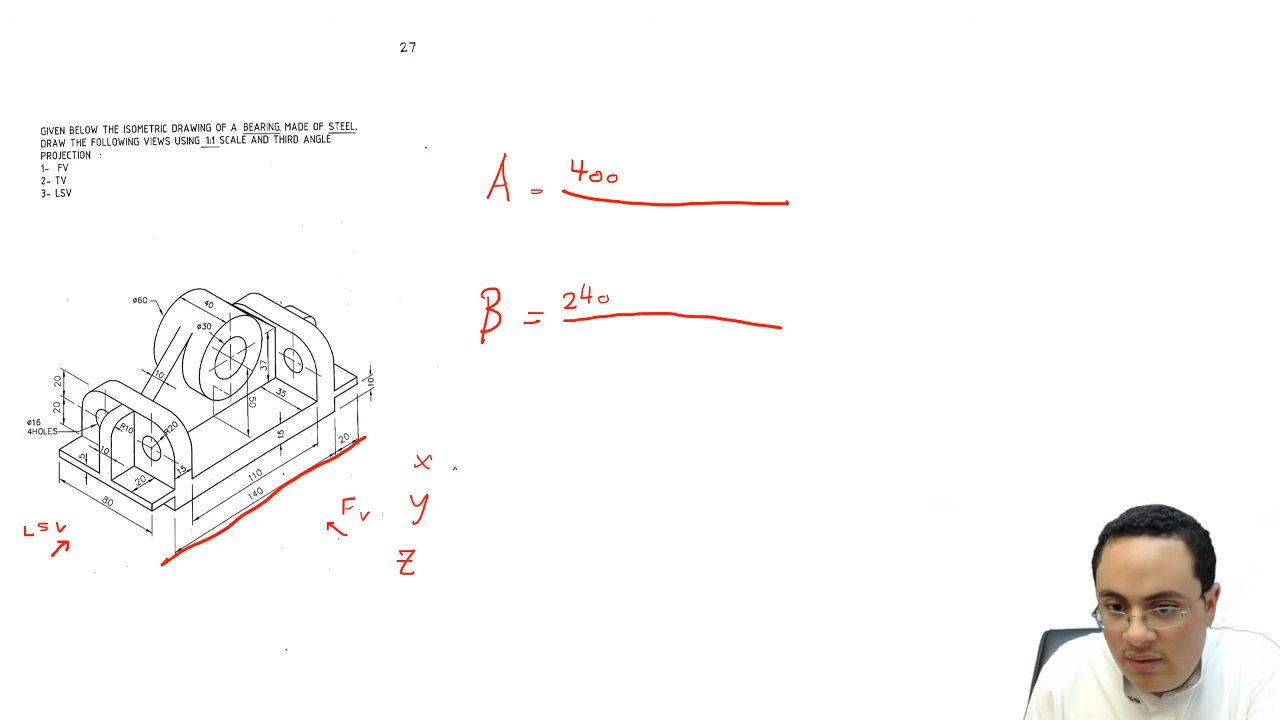 27
GIVEN BELOW THE ISOMETRIC DRAWING OF A BEARING MADE OF STEEL.
DRAW THE FOLLOWING VIEWS USING 1:1 SCALE AND THIRD ANGLE
PROJECTION :
1- FV
2- TV
3- LSV
A = 400
B = 240
ø60
40
ø30
37
10
35
50
10
20
20
ø16
4HOLES
R10
R20
5
10
15
20
15
80
110
140
20
x
y
z
FV
LSV